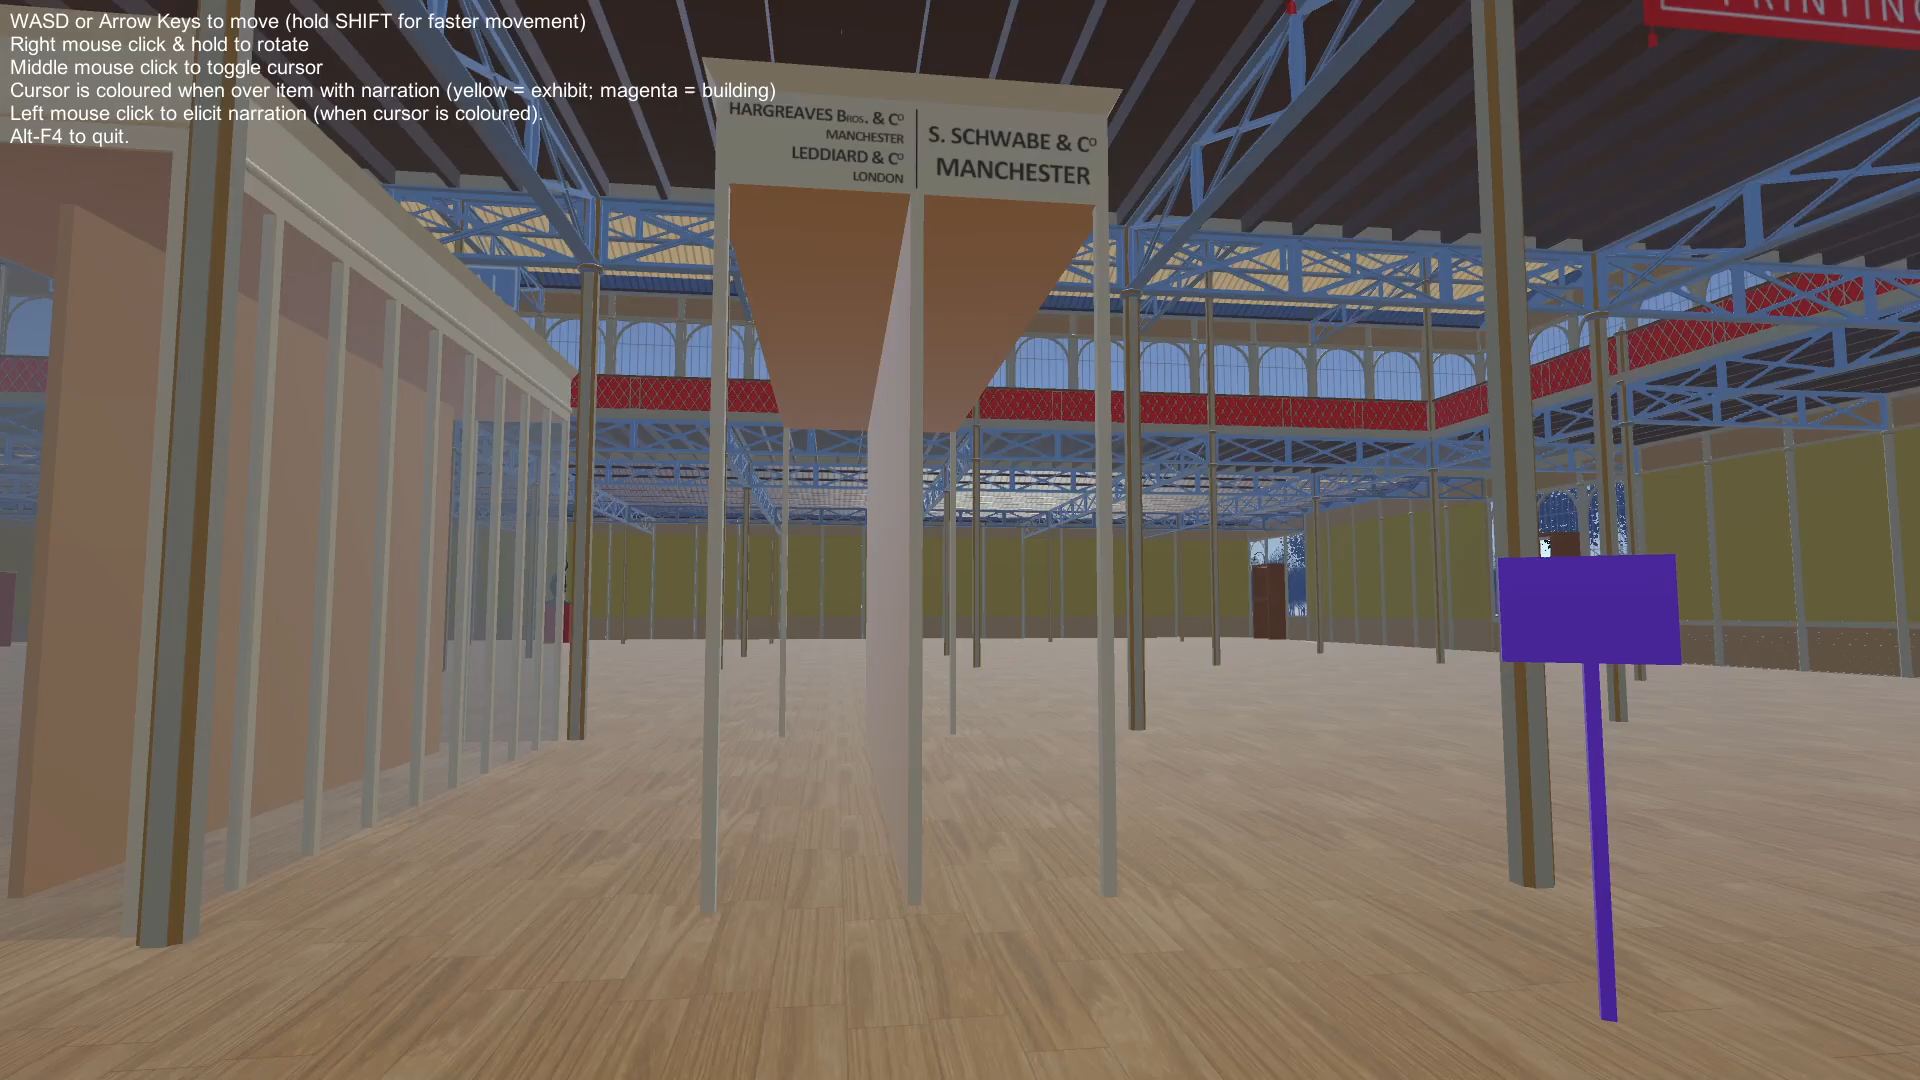 WASD or Arrow Keys to move (hold SHIFT for faster movement)
Right mouse click & hold to rotate
Middle mouse click to toggle cursor
Cursor is coloured when over item with narration (yellow = exhibit; magenta = building)
Left mouse click to elicit narration (when cursor is coloured).
Alt-F4 to quit.
HARGREAVES BROS. & Cº
MANCHESTER
LEDDIARD & Cº
LONDON
S. SCHWABE & Cº
MANCHESTER
PRINTING